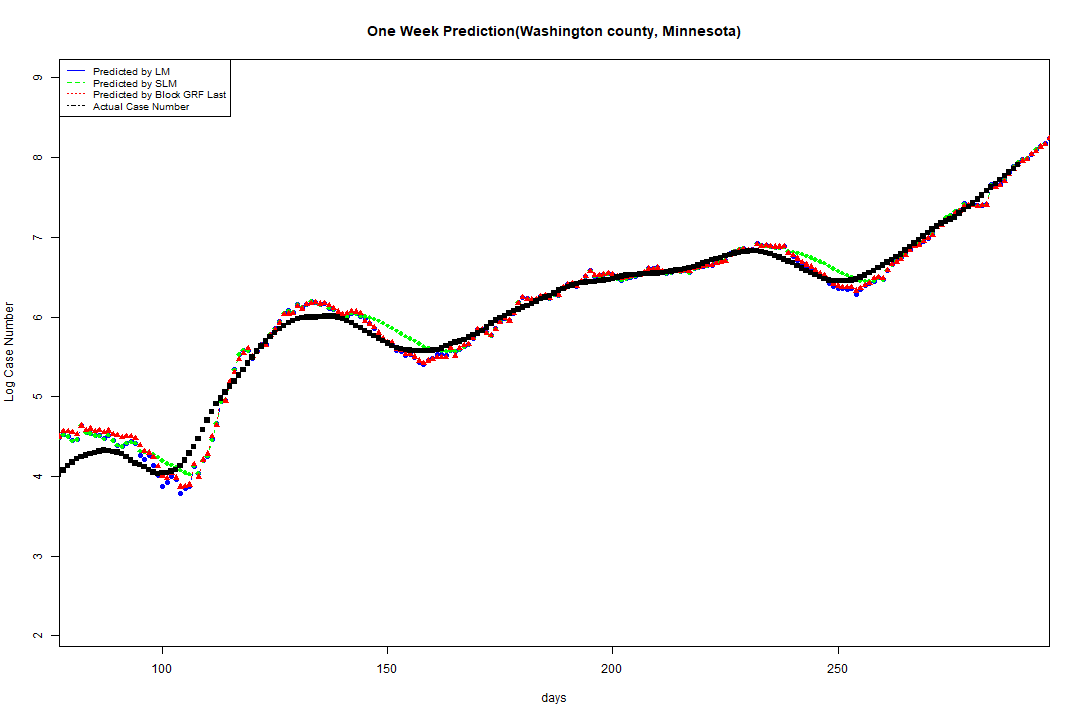 One Week Prediction(Washington county, Minnesota)
Predicted by LM
Predicted by SLM
Predicted by Block GRF Last
Actual Case Number
9
8
7
6
5
4
3
2
Log Case Number
100 150 200 250
days